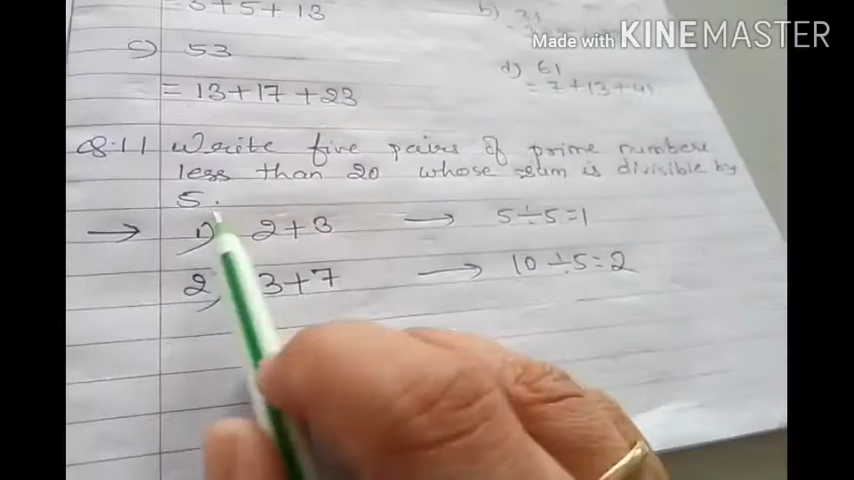 = 3+5+13
b) 31
Made with KINEMASTER
c) 53
d) 61
= 13+17+23
= 7+13+41
Q.11 Write five pairs of prime numbers
less than 20 whose sum is divisible by
5.
→ 1) 2+3 → 5÷5=1
2) 3+7 → 10÷5=2